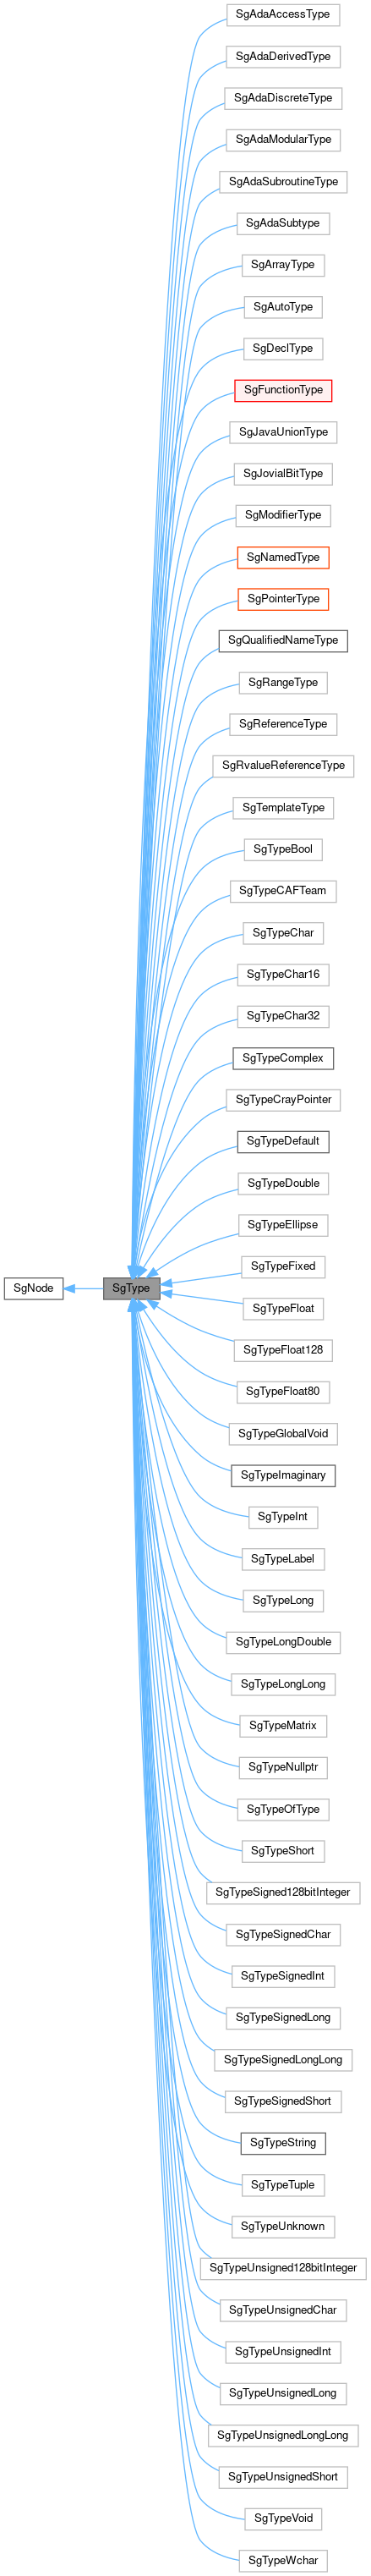 SgAdaAccessType
SgAdaDerivedType
SgAdaDiscreteType
SgAdaModularType
SgAdaSubroutineType
SgAdaSubtype
SgArrayType
SgAutoType
SgDeclType
SgFunctionType
SgJavaUnionType
SgJovialBitType
SgModifierType
SgNamedType
SgPointerType
SgQualifiedNameType
SgRangeType
SgReferenceType
SgRvalueReferenceType
SgTemplateType
SgTypeBool
SgTypeCAFTeam
SgTypeChar
SgTypeChar16
SgTypeChar32
SgTypeComplex
SgTypeCrayPointer
SgTypeDefault
SgTypeDouble
SgTypeEllipse
SgTypeFixed
SgNode
SgType
SgTypeFloat
SgTypeFloat128
SgTypeFloat80
SgTypeGlobalVoid
SgTypeImaginary
SgTypeInt
SgTypeLabel
SgTypeLong
SgTypeLongDouble
SgTypeLongLong
SgTypeMatrix
SgTypeNullptr
SgTypeOfType
SgTypeShort
SgTypeSigned128bitInteger
SgTypeSignedChar
SgTypeSignedInt
SgTypeSignedLong
SgTypeSignedLongLong
SgTypeSignedShort
SgTypeString
SgTypeTuple
SgTypeUnknown
SgTypeUnsigned128bitInteger
SgTypeUnsignedChar
SgTypeUnsignedInt
SgTypeUnsignedLong
SgTypeUnsignedLongLong
SgTypeUnsignedShort
SgTypeVoid
SgTypeWchar